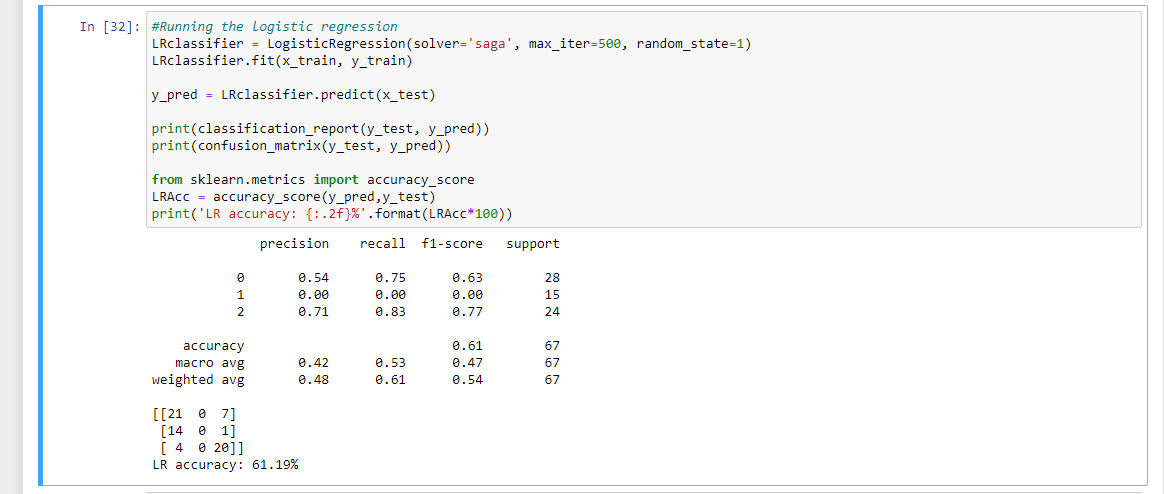 In [32]: #Running the logistic regression
LRclassifier = LogisticRegression(solver='saga', max_iter=500, random_state=1)
LRclassifier.fit(x_train, y_train)
y_pred = LRclassifier.predict(x_test)
print(classification_report(y_test, y_pred))
print(confusion_matrix(y_test, y_pred))
from sklearn.metrics import accuracy_score
LRAcc = accuracy_score(y_pred,y_test)
print('LR accuracy: {:.2f}%'.format(LRAcc*100))
precision recall f1-score support
0 0.54 0.75 0.63 28
1 0.00 0.00 0.00 15
2 0.71 0.83 0.77 24
accuracy 0.61 67
macro avg 0.42 0.53 0.47 67
weighted avg 0.48 0.61 0.54 67
[[21 0 7]
[14 0 1]
[ 4 0 20]]
LR accuracy: 61.19%